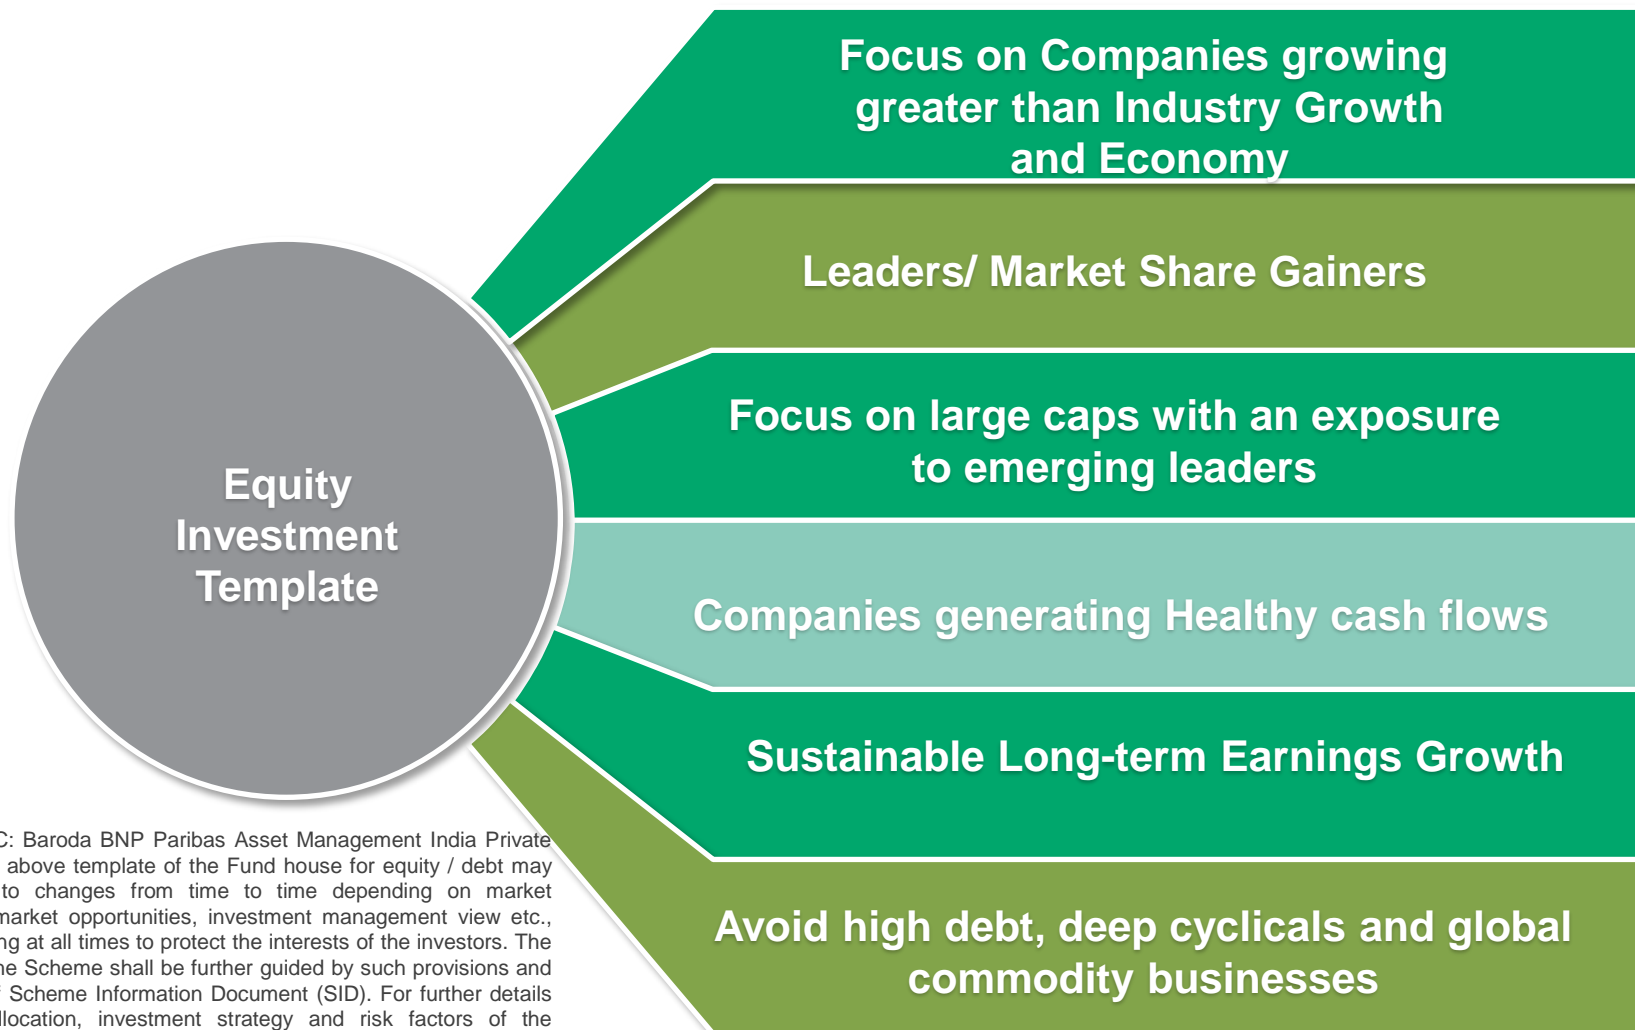 Focus on Companies growing
greater than Industry Growth
and Economy
Leaders/ Market Share Gainers
Focus on large caps with an exposure
to emerging leaders
Equity
Investment
Template
Companies generating Healthy cash flows
Sustainable Long-term Earnings Growth
Avoid high debt, deep cyclicals and global
commodity businesses
C: Baroda BNP Paribas Asset Management India Private
above template of the Fund house for equity / debt may
to changes from time to time depending on market
market opportunities, investment management view etc.,
ng at all times to protect the interests of the investors. The
he Scheme shall be further guided by such provisions and
Scheme Information Document (SID). For further details
llocation, investment strategy and risk factors of the